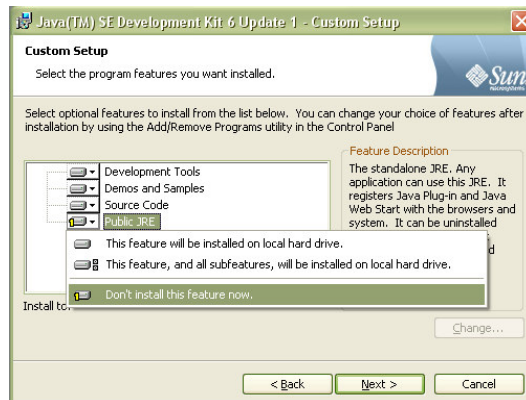 Java(TM) SE Development Kit 6 Update 1 - Custom Setup
Custom Setup
Select the program features you want installed.
Sun
microsystems
Select optional features to install from the list below. You can change your choice of features after
installation by using the Add/Remove Programs utility in the Control Panel
Feature Description
Development Tools
Demos and Samples
Source Code
Public JRE
The standalone JRE. Any
application can use this JRE. It
registers Java Plug-in and Java
Web Start with the browsers and
system. It can be uninstalled
This feature will be installed on local hard drive.
This feature, and all subfeatures, will be installed on local hard drive.
Don't install this feature now.
Install to:
Change...
< Back
Next >
Cancel